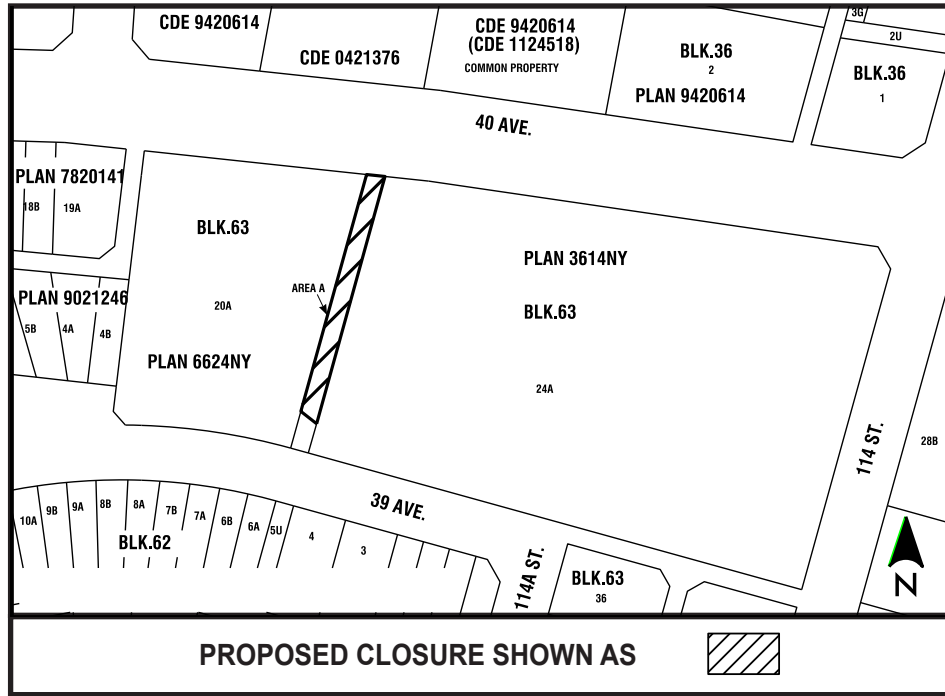 CDE 9420614
CDE 0421376
CDE 9420614
(CDE 1124518)
COMMON PROPERTY
BLK.36
2
PLAN 9420614
3G
2U
BLK.36
1
40 AVE.
PLAN 7820141
18B
19A
BLK.63
20A
PLAN 6624NY
AREA A
PLAN 3614NY
BLK.63
24A
PLAN 9021246
5B
4A
4B
114 ST.
28B
39 AVE.
10A
9B
9A
8B
8A
7B
7A
6B
6A
5U
4
3
BLK.62
114A ST.
BLK.63
36
N
PROPOSED CLOSURE SHOWN AS